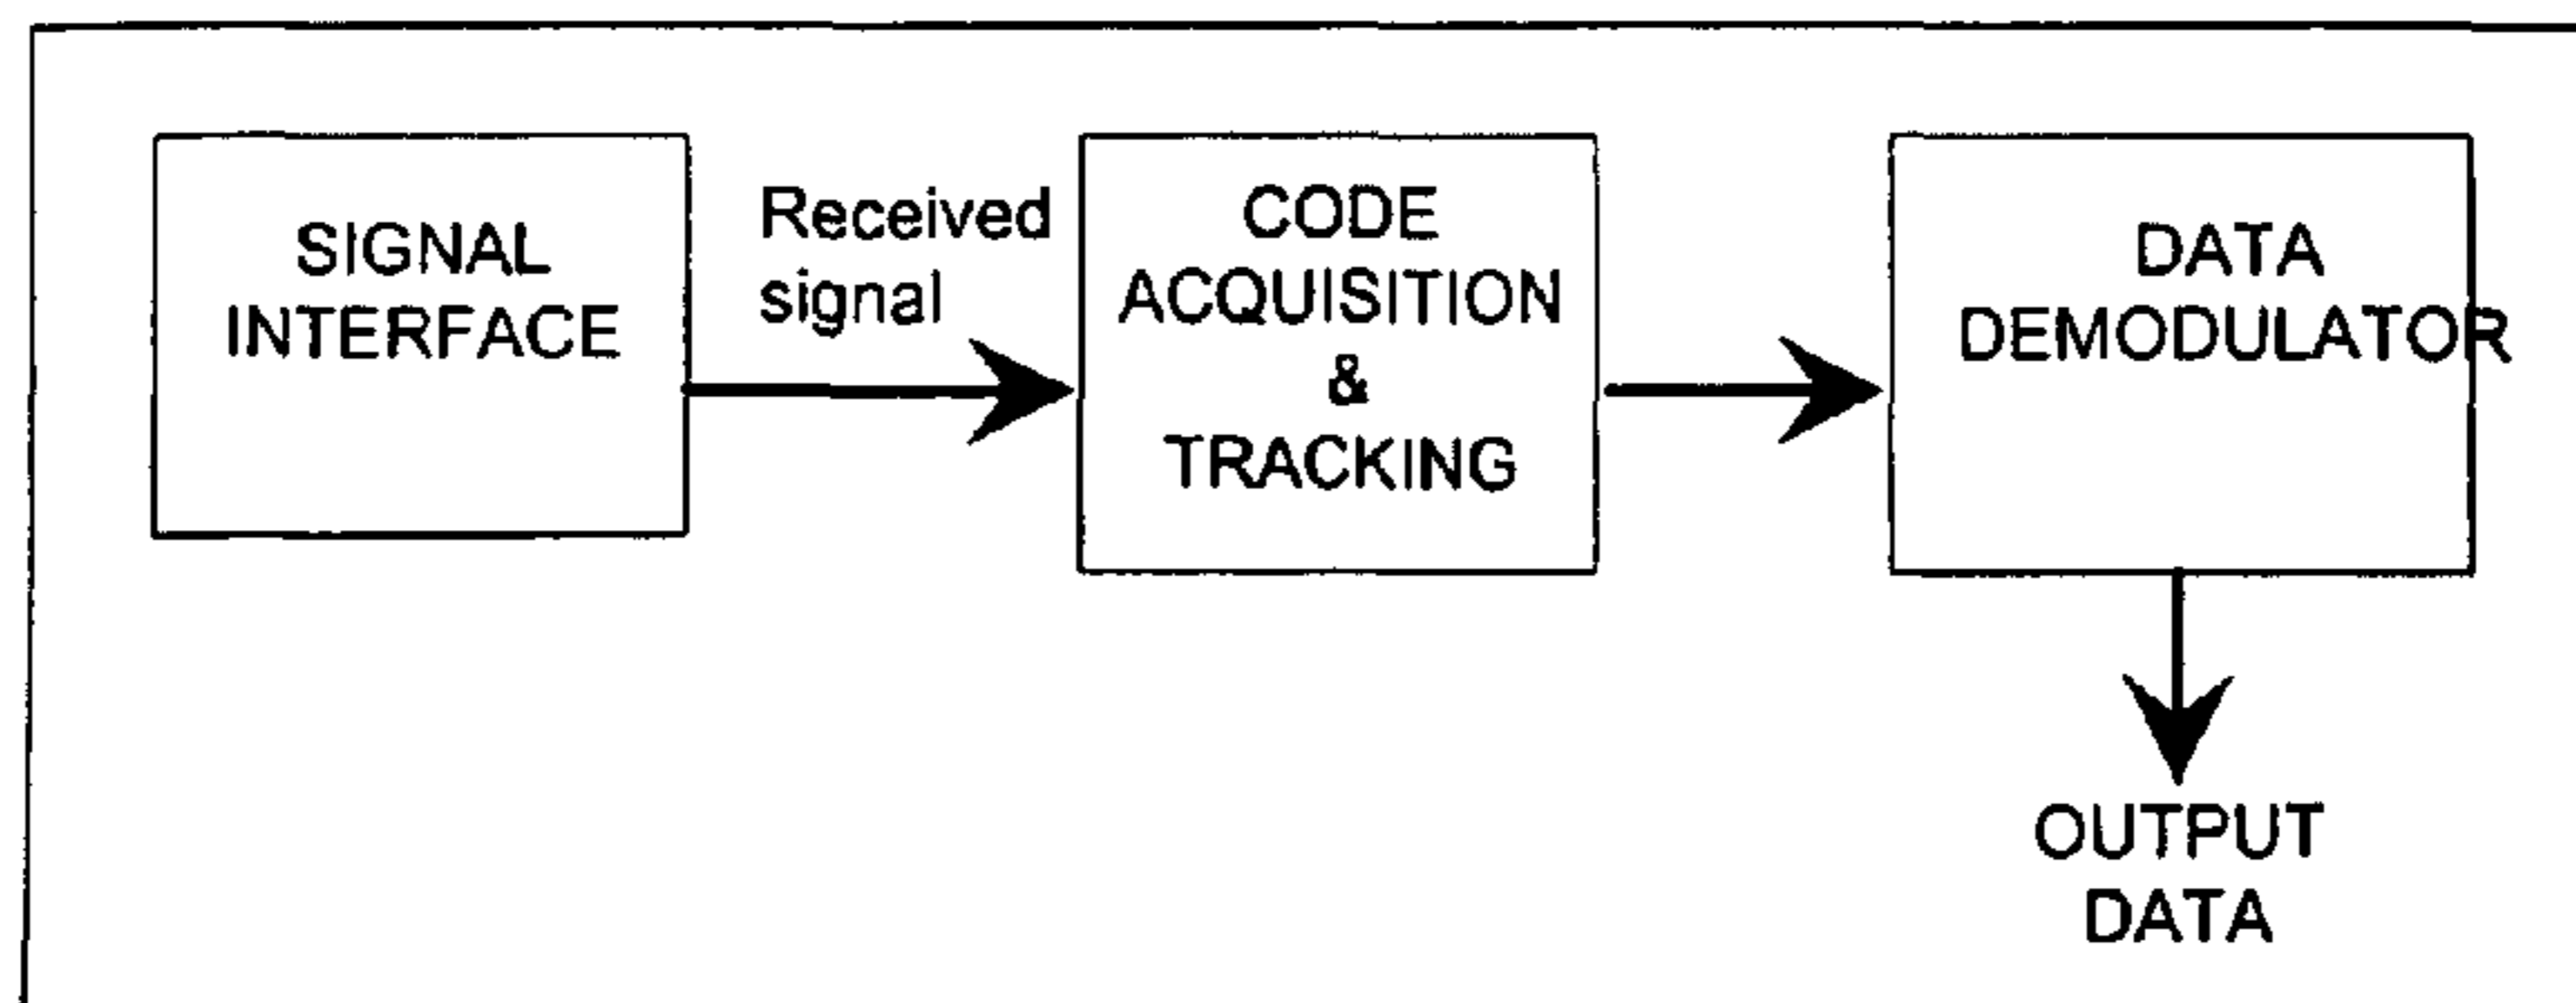 SIGNAL
INTERFACE
Received
signal
CODE
ACQUISITION
&
TRACKING
DATA
DEMODULATOR
OUTPUT
DATA